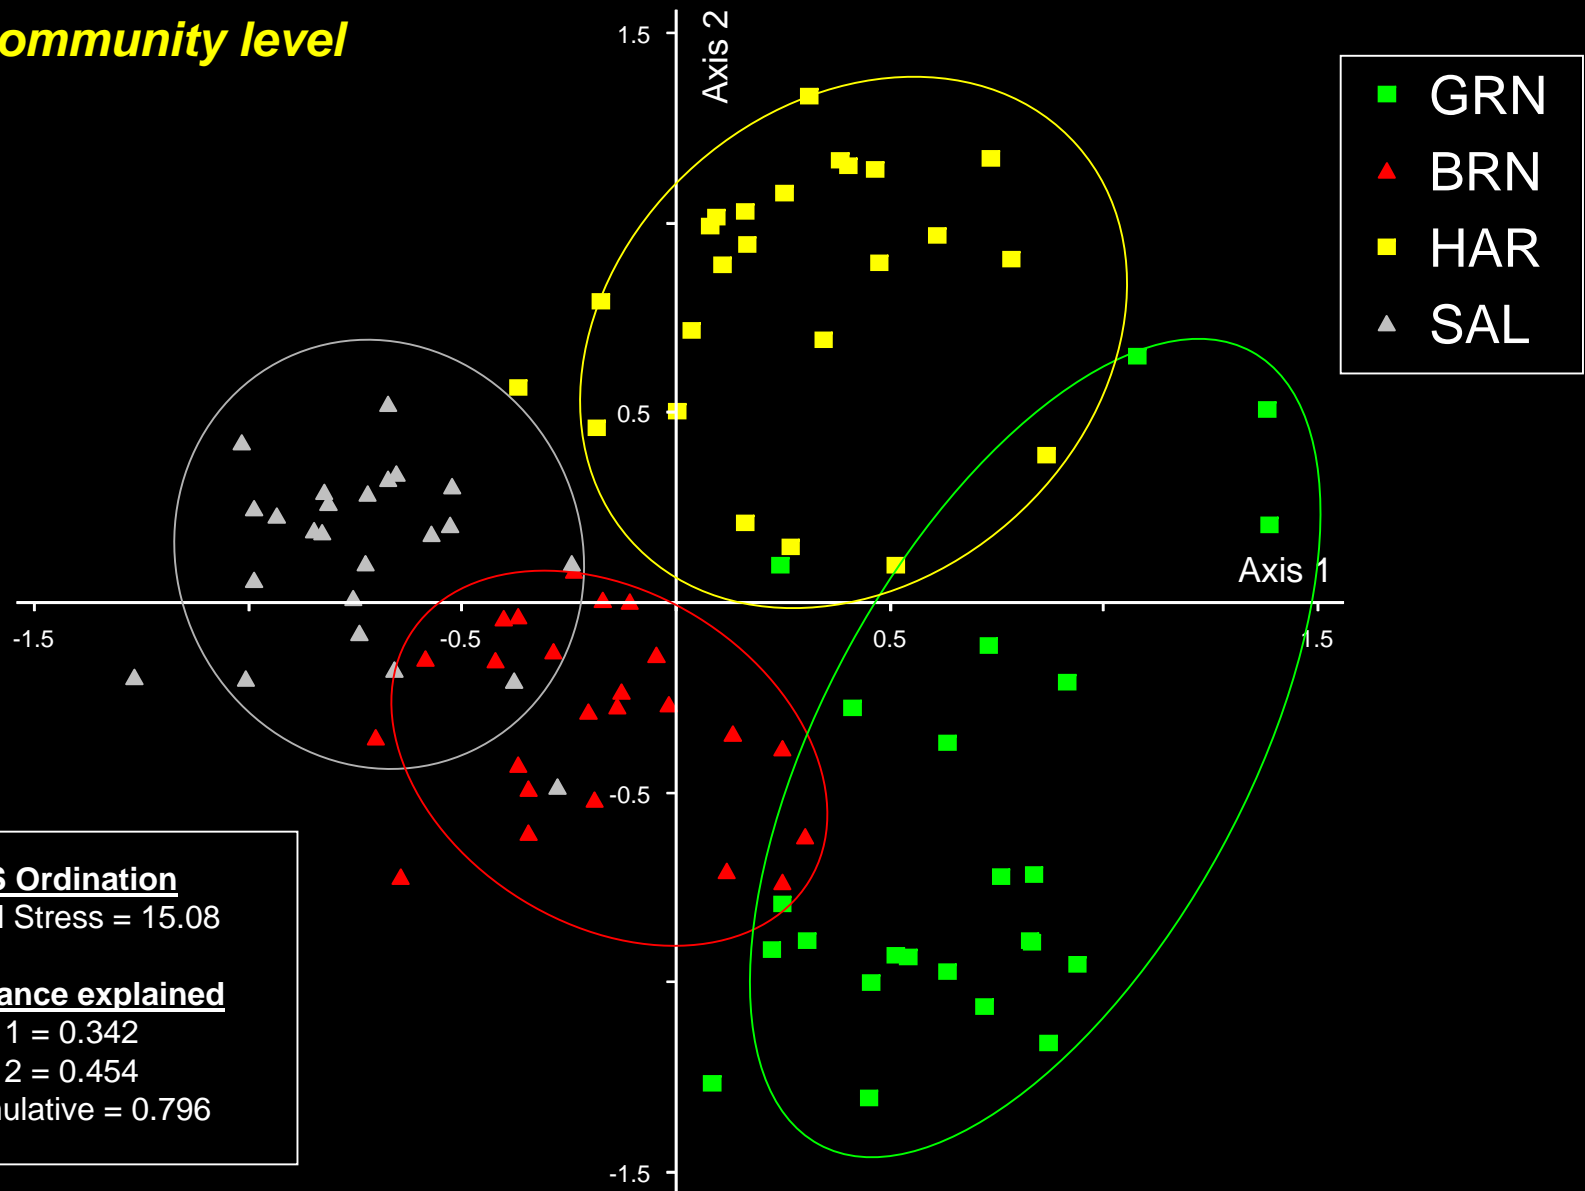 ommunity level
1.5
Axis 2
GRN
BRN
HAR
SAL
0.5
Axis 1
-1.5
-0.5
0.5
1.5
-0.5
S Ordination
l Stress = 15.08
ance explained
1 = 0.342
2 = 0.454
ulative = 0.796
-1.5